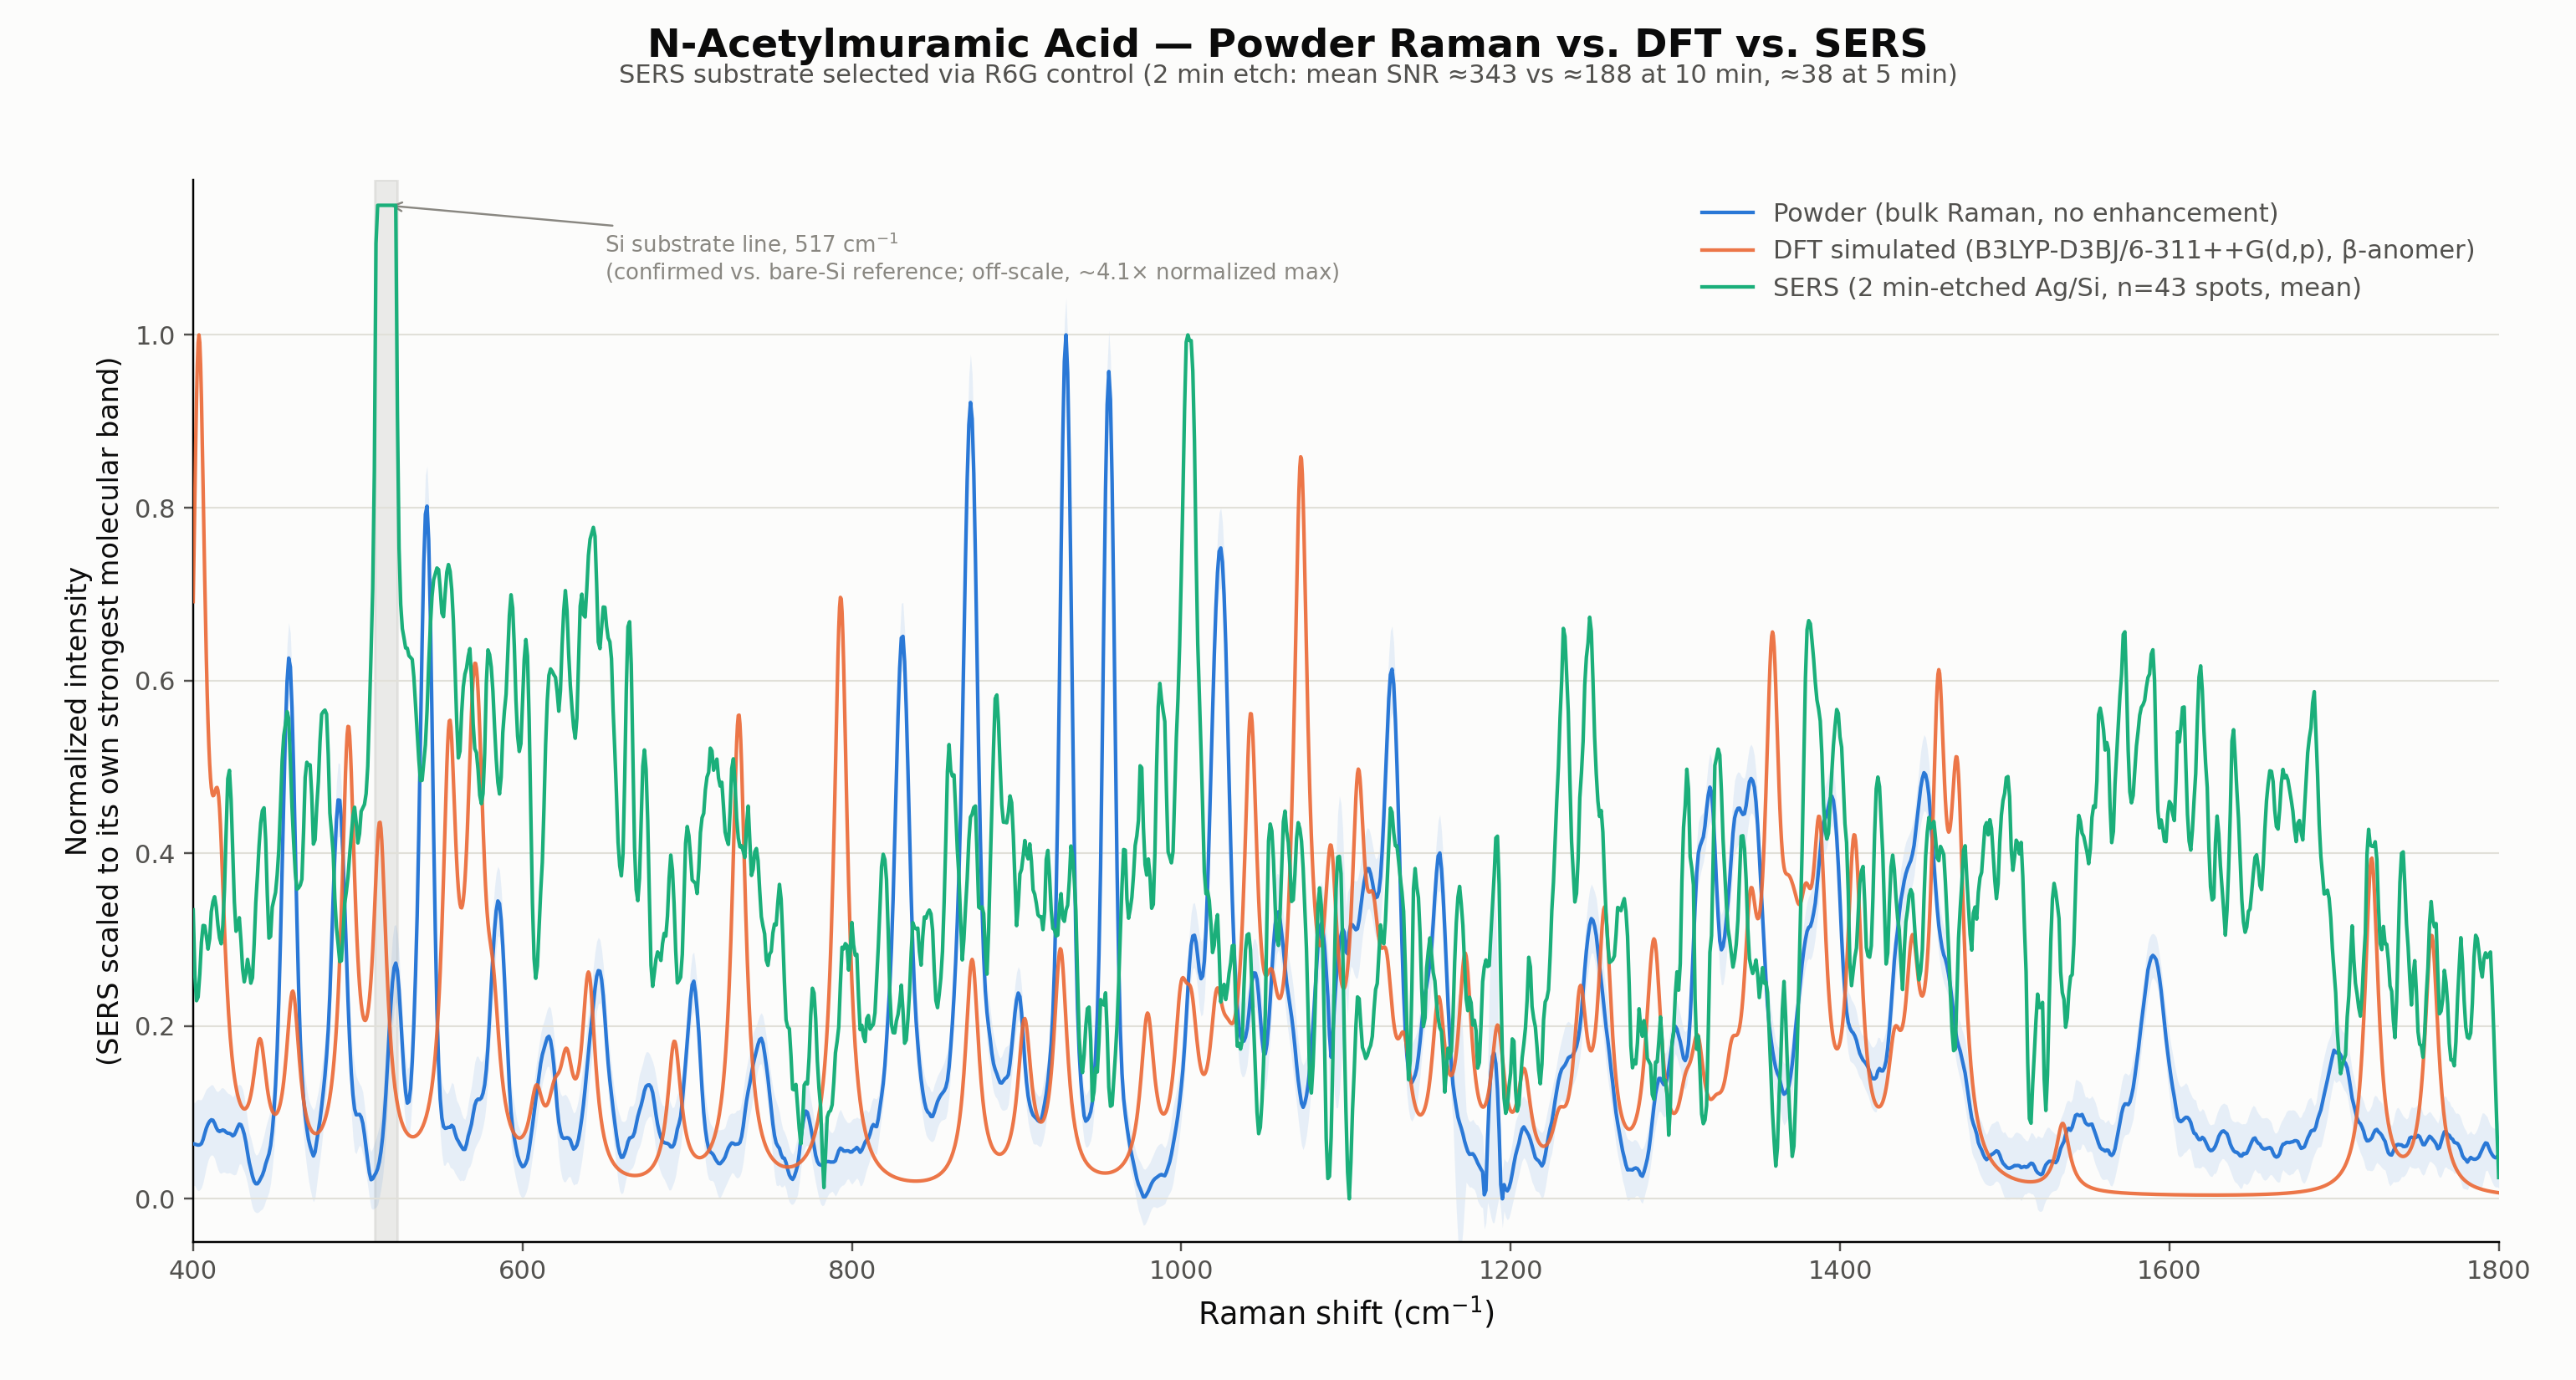 N-Acetylmuramic Acid — Powder Raman vs. DFT vs. SERS
SERS substrate selected via R6G control (2 min etch: mean SNR ≈343 vs ≈188 at 10 min, ≈38 at 5 min)
Si substrate line, 517 cm⁻¹
(confirmed vs. bare-Si reference; off-scale, ~4.1× normalized max)
Powder (bulk Raman, no enhancement)
DFT simulated (B3LYP-D3BJ/6-311++G(d,p), β-anomer)
SERS (2 min-etched Ag/Si, n=43 spots, mean)
Normalized intensity
(SERS scaled to its own strongest molecular band)
1.0
0.8
0.6
0.4
0.2
0.0
400 600 800 1000 1200 1400 1600 1800
Raman shift (cm⁻¹)